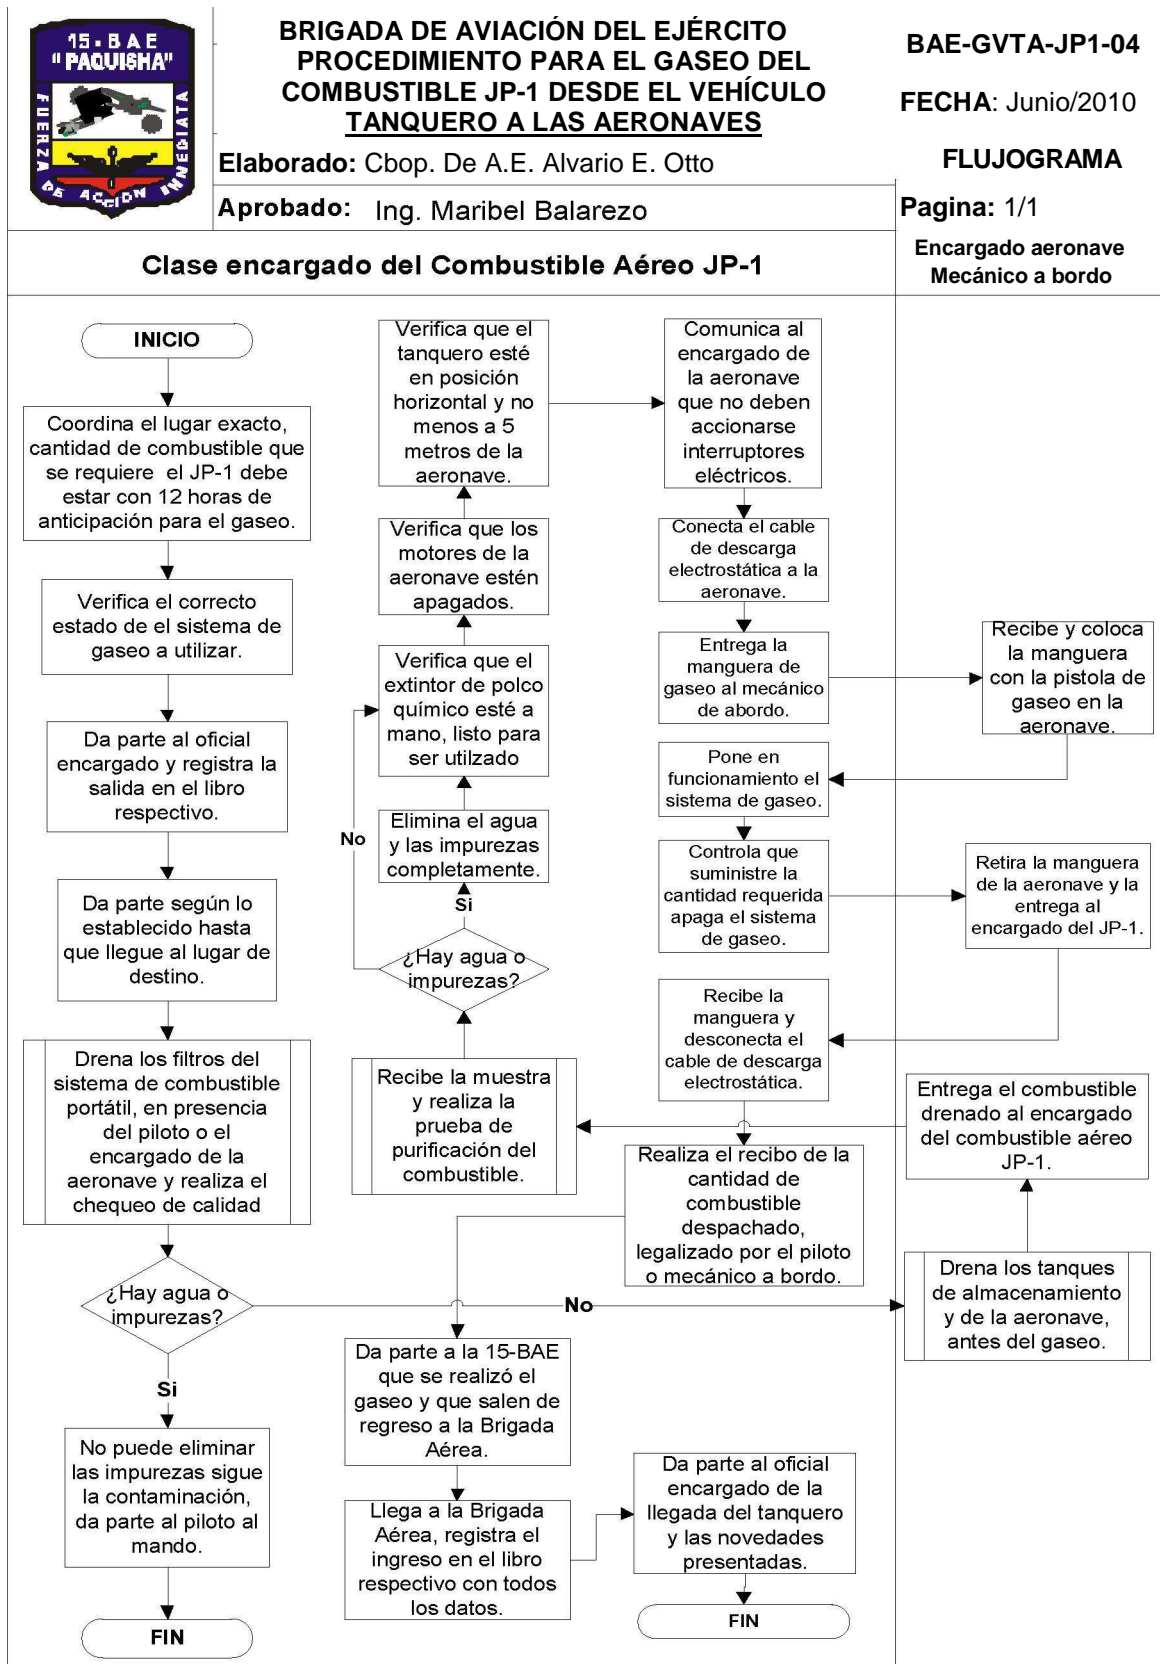 15 - B A E
" PAQUISHA"
FUERZA
DE ACCION INMEDIATA
BRIGADA DE AVIACIÓN DEL EJÉRCITO
PROCEDIMIENTO PARA EL GASEO DEL
COMBUSTIBLE JP-1 DESDE EL VEHÍCULO
TANQUERO A LAS AERONAVES
Elaborado: Cbop. De A.E. Alvario E. Otto
Aprobado: Ing. Maribel Balarezo
BAE-GVTA-JP1-04
FECHA: Junio/2010
FLUJOGRAMA
Pagina: 1/1
Clase encargado del Combustible Aéreo JP-1
Encargado aeronave
Mecánico a bordo
INICIO
Coordina el lugar exacto,
cantidad de combustible que
se requiere el JP-1 debe
estar con 12 horas de
anticipación para el gaseo.
Verifica el correcto
estado de el sistema de
gaseo a utilizar.
Da parte al oficial
encargado y registra la
salida en el libro
respectivo.
Da parte según lo
establecido hasta
que llegue al lugar de
destino.
Drena los filtros del
sistema de combustible
portátil, en presencia
del piloto o el
encargado de la
aeronave y realiza el
chequeo de calidad
¿Hay agua o
impurezas?
Si
No puede eliminar
las impurezas sigue
la contaminación,
da parte al piloto al
mando.
FIN
No
Drena los tanques
de almacenamiento
y de la aeronave,
antes del gaseo.
Entrega el combustible
drenado al encargado
del combustible aéreo
JP-1.
Recibe la muestra
y realiza la
prueba de
purificación del
combustible.
¿Hay agua o
impurezas?
Si
No
Elimina el agua
y las impurezas
completamente.
Verifica que el
extintor de polco
químico esté a
mano, listo para
ser utilzado
Verifica que los
motores de la
aeronave estén
apagados.
Verifica que el
tanquero esté
en posición
horizontal y no
menos a 5
metros de la
aeronave.
Comunica al
encargado de
la aeronave
que no deben
accionarse
interruptores
eléctricos.
Conecta el cable
de descarga
electrostática a la
aeronave.
Entrega la
manguera de
gaseo al mecánico
de abordo.
Recibe y coloca
la manguera
con la pistola de
gaseo en la
aeronave.
Pone en
funcionamiento el
sistema de gaseo.
Controla que
suministre la
cantidad requerida
apaga el sistema
de gaseo.
Retira la manguera
de la aeronave y la
entrega al
encargado del JP-1.
Recibe la
manguera y
desconecta el
cable de descarga
electrostática.
Realiza el recibo de la
cantidad de
combustible
despachado,
legalizado por el piloto
o mecánico a bordo.
Da parte a la 15-BAE
que se realizó el
gaseo y que salen de
regreso a la Brigada
Aérea.
Llega a la Brigada
Aérea, registra el
ingreso en el libro
respectivo con todos
los datos.
Da parte al oficial
encargado de la
llegada del tanquero
y las novedades
presentadas.
FIN